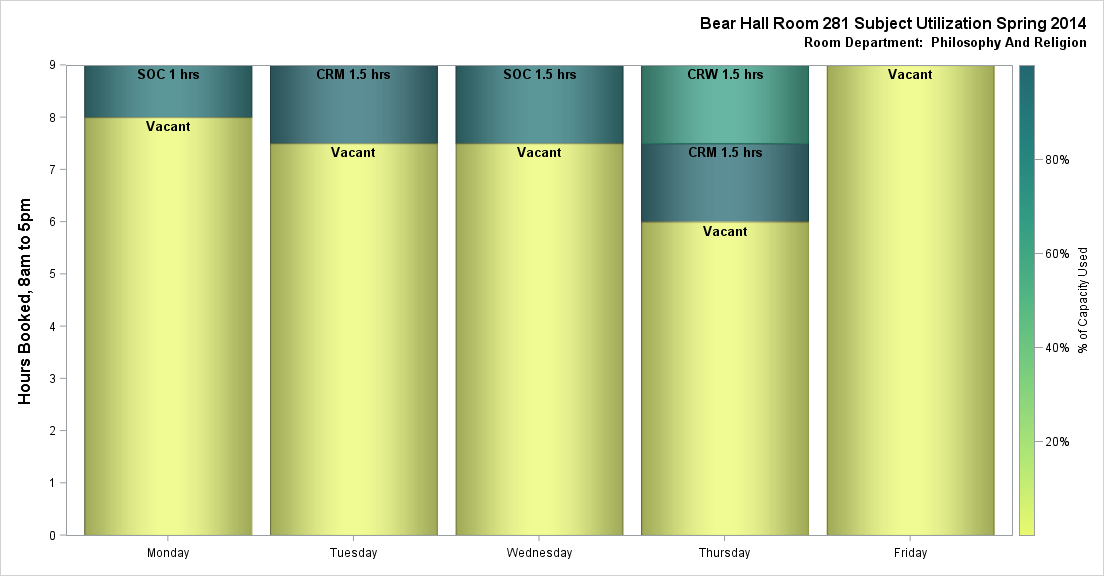 Bear Hall Room 281 Subject Utilization Spring 2014
Room Department:  Philosophy And Religion
Hours Booked, 8am to 5pm
9
8
7
6
5
4
3
2
1
0
SOC 1 hrs
Vacant
CRM 1.5 hrs
Vacant
SOC 1.5 hrs
Vacant
CRW 1.5 hrs
CRM 1.5 hrs
Vacant
Vacant
Monday
Tuesday
Wednesday
Thursday
Friday
80%
60%
40%
20%
% of Capacity Used